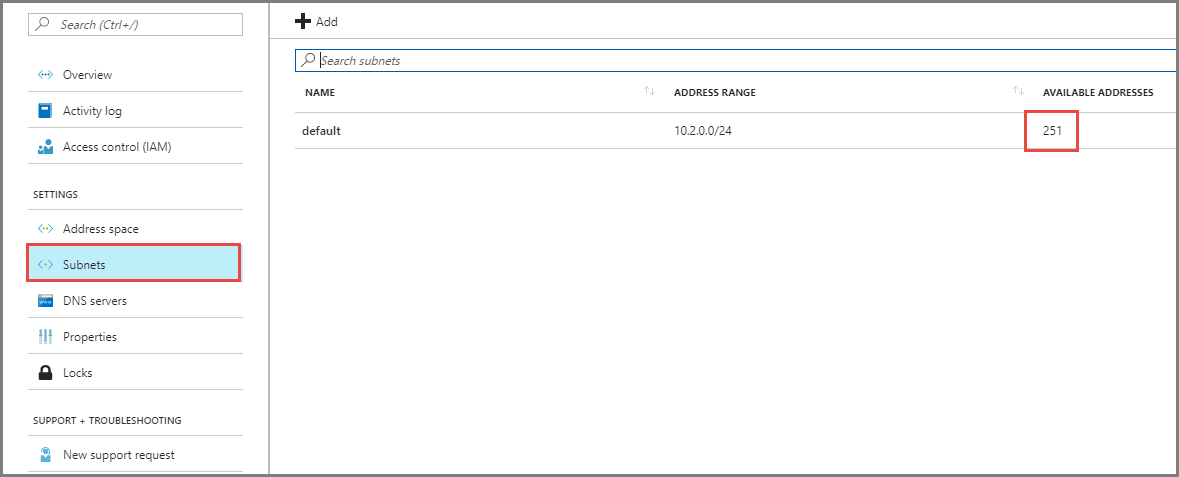 Search (Ctrl+/)
Overview
Activity log
Access control (IAM)
SETTINGS
Address space
Subnets
DNS servers
Properties
Locks
SUPPORT + TROUBLESHOOTING
New support request
Add
Search subnets
NAME ADDRESS RANGE AVAILABLE ADDRESSES
default 10.2.0.0/24 251